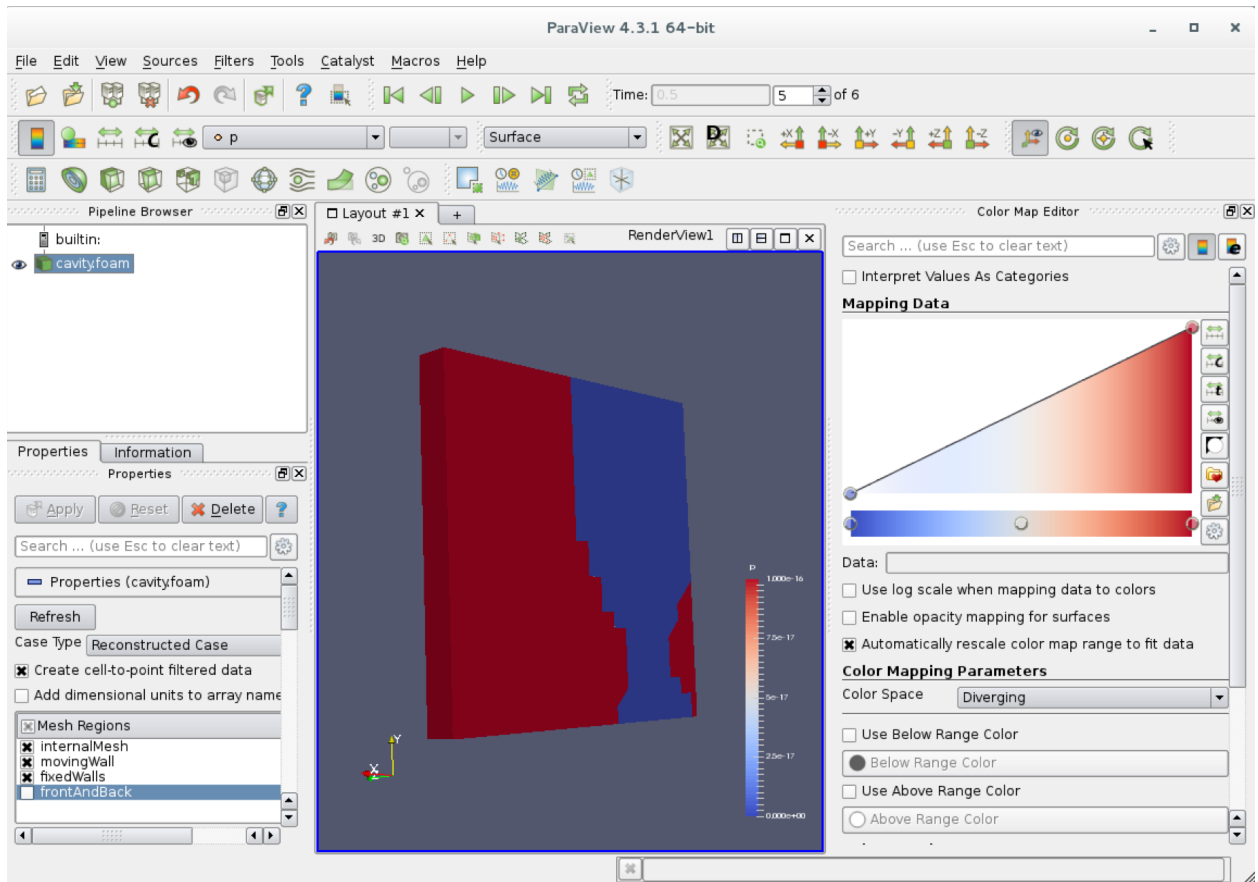 ParaView 4.3.1 64-bit
File Edit View Sources Filters Tools Catalyst Macros Help
Time: 0.5 5 of 6
p Surface +X -X +Y -Y +Z -Z
Pipeline Browser
builtin:
cavity.foam
Properties Information
Properties
Apply Reset Delete ?
Search ... (use Esc to clear text)
Properties (cavity.foam)
Refresh
Case Type Reconstructed Case
Create cell-to-point filtered data
Add dimensional units to array name
Mesh Regions
internalMesh
movingWall
fixedWalls
frontAndBack
Layout #1 +
3D RenderView1
p
1.000e-16
7.5e-17
5e-17
2.5e-17
0.000e+00
Y
X
Z
Color Map Editor
Search ... (use Esc to clear text)
Interpret Values As Categories
Mapping Data
Data:
Use log scale when mapping data to colors
Enable opacity mapping for surfaces
Automatically rescale color map range to fit data
Color Mapping Parameters
Color Space Diverging
Use Below Range Color
Below Range Color
Use Above Range Color
Above Range Color